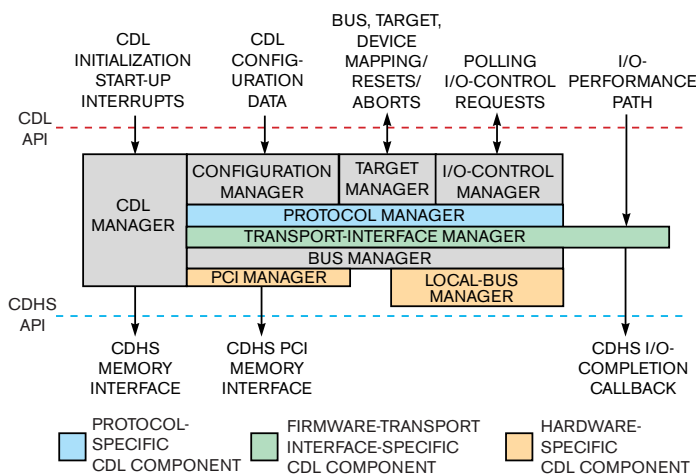 CDL
INITIALIZATION
START-UP
INTERRUPTS
CDL
CONFIG-
URATION
DATA
BUS, TARGET,
DEVICE
MAPPING/
RESETS/
ABORTS
POLLING
I/O-CONTROL
REQUESTS
I/O-
PERFORMANCE
PATH
CDL
API
CDL
MANAGER
CONFIGURATION
MANAGER
TARGET
MANAGER
I/O-CONTROL
MANAGER
PROTOCOL MANAGER
TRANSPORT-INTERFACE MANAGER
BUS MANAGER
PCI MANAGER
LOCAL-BUS
MANAGER
CDHS
API
CDHS
MEMORY
INTERFACE
CDHS PCI
MEMORY
INTERFACE
CDHS I/O-
COMPLETION
CALLBACK
PROTOCOL-
SPECIFIC
CDL COMPONENT
FIRMWARE-TRANSPORT
INTERFACE-SPECIFIC
CDL COMPONENT
HARDWARE-
SPECIFIC
CDL COMPONENT